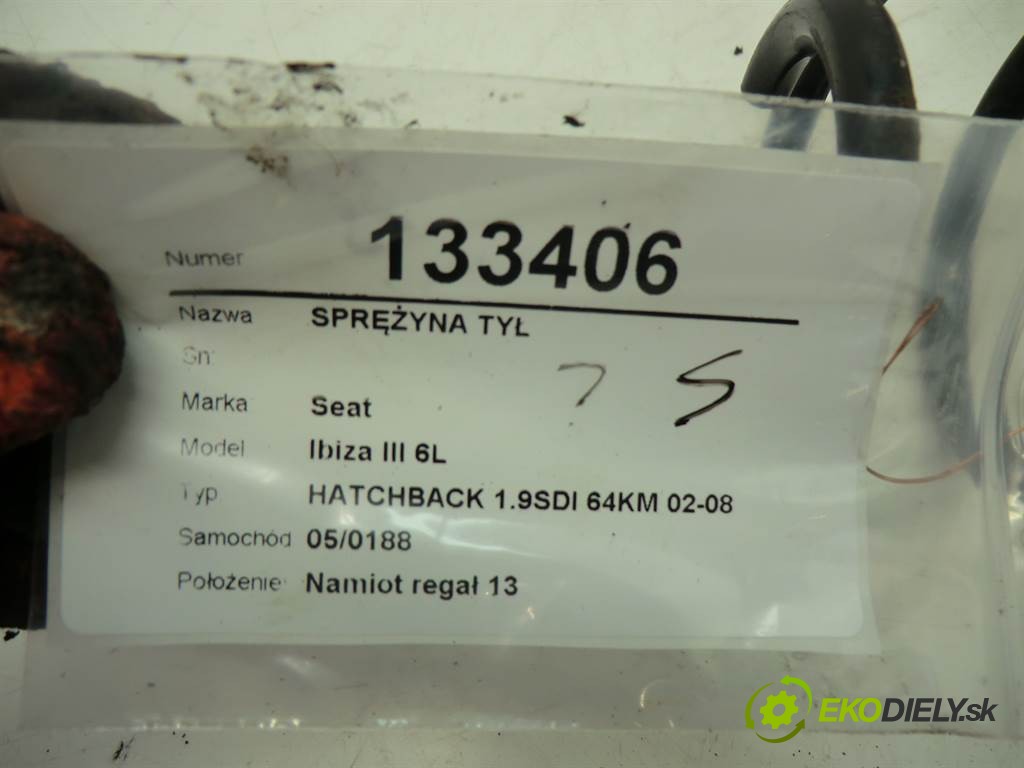 Numer 133406
Nazwa SPRĘŻYNA TYŁ
Sn:
Marka Seat
Model Ibiza III 6L
Typ HATCHBACK 1.9SDI 64KM 02-08
Samochód 05/0188
Położenie Namiot regał 13
EKODIELY.sk